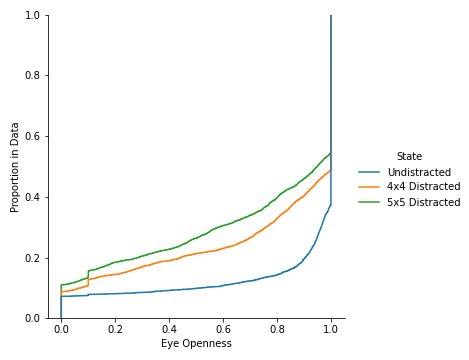 1.0
0.8
0.6
0.4
0.2
0.0
Proportion in Data
0.0 0.2 0.4 0.6 0.8 1.0
Eye Openness
State
Undistracted
4x4 Distracted
5x5 Distracted